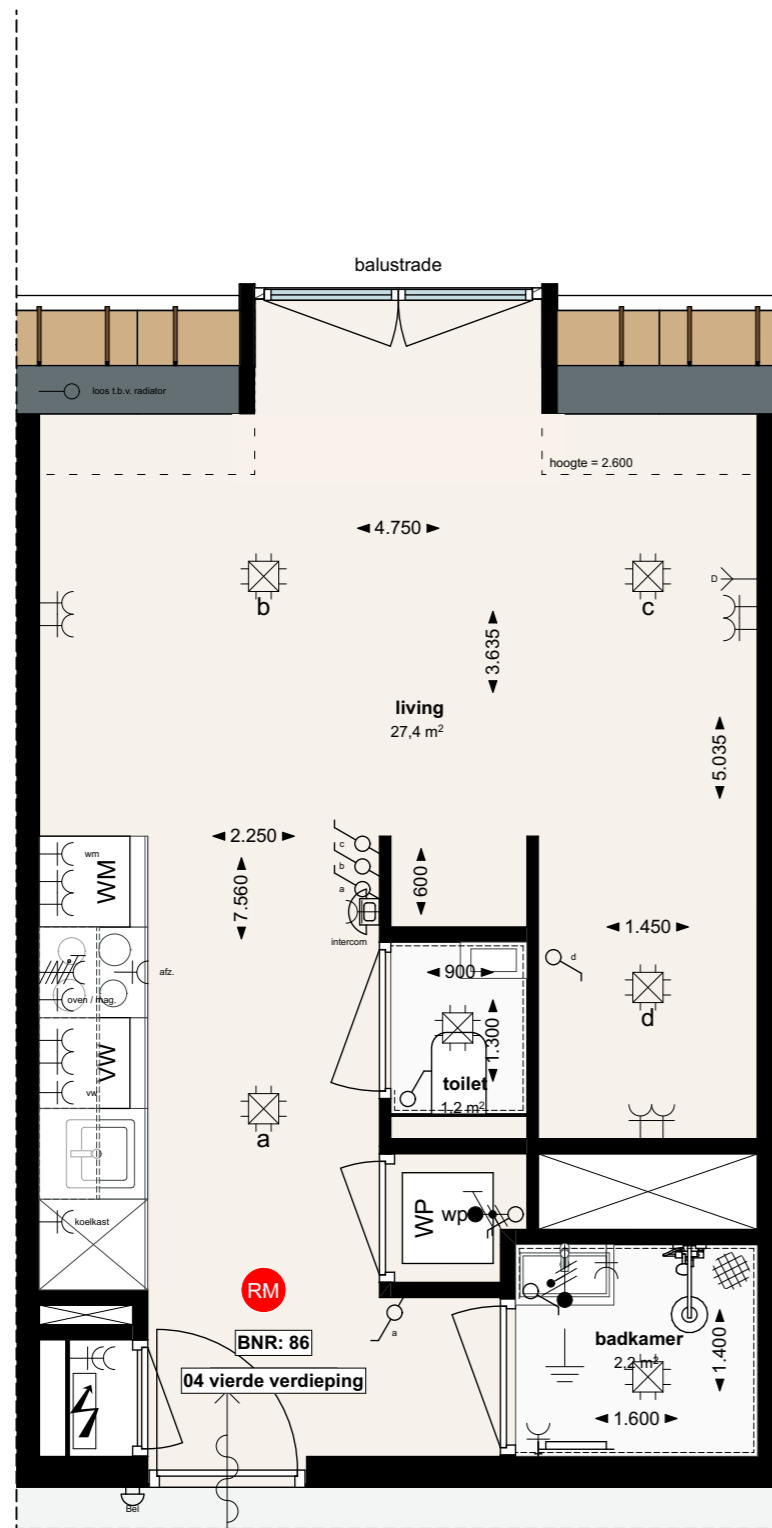 balustrade
loos t.b.v. radiator
hoogte = 2.600
4.750
b
c
D
3.635
living
27,4 m²
5.035
2.250
7.560
c
b
a
intercom
600
wm
WM
1.450
afz.
oven / mag.
900
d
d
1.300
toilet
1,2 m²
VW
vw
a
koelkast
WP
wp
RM
a
BNR: 86
04 vierde verdieping
badkamer
2,2 m²
1.400
1.600
Bel